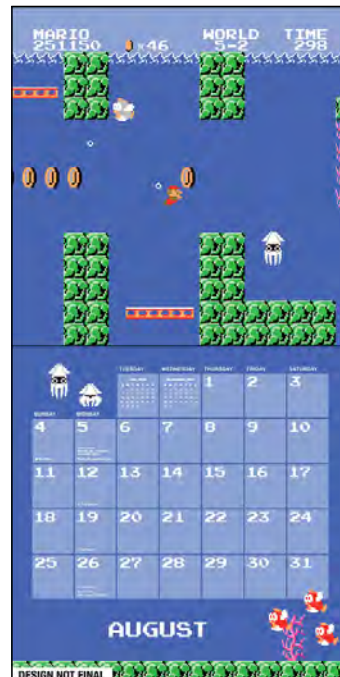 MARIO WORLD TIME
251150 ×46 5-2 298
TUESDAY WEDNESDAY THURSDAY FRIDAY SATURDAY
1 2 3
SUNDAY MONDAY
4 5 6 7 8 9 10
11 12 13 14 15 16 17
18 19 20 21 22 23 24
25 26 27 28 29 30 31
AUGUST
DESIGN NOT FINAL